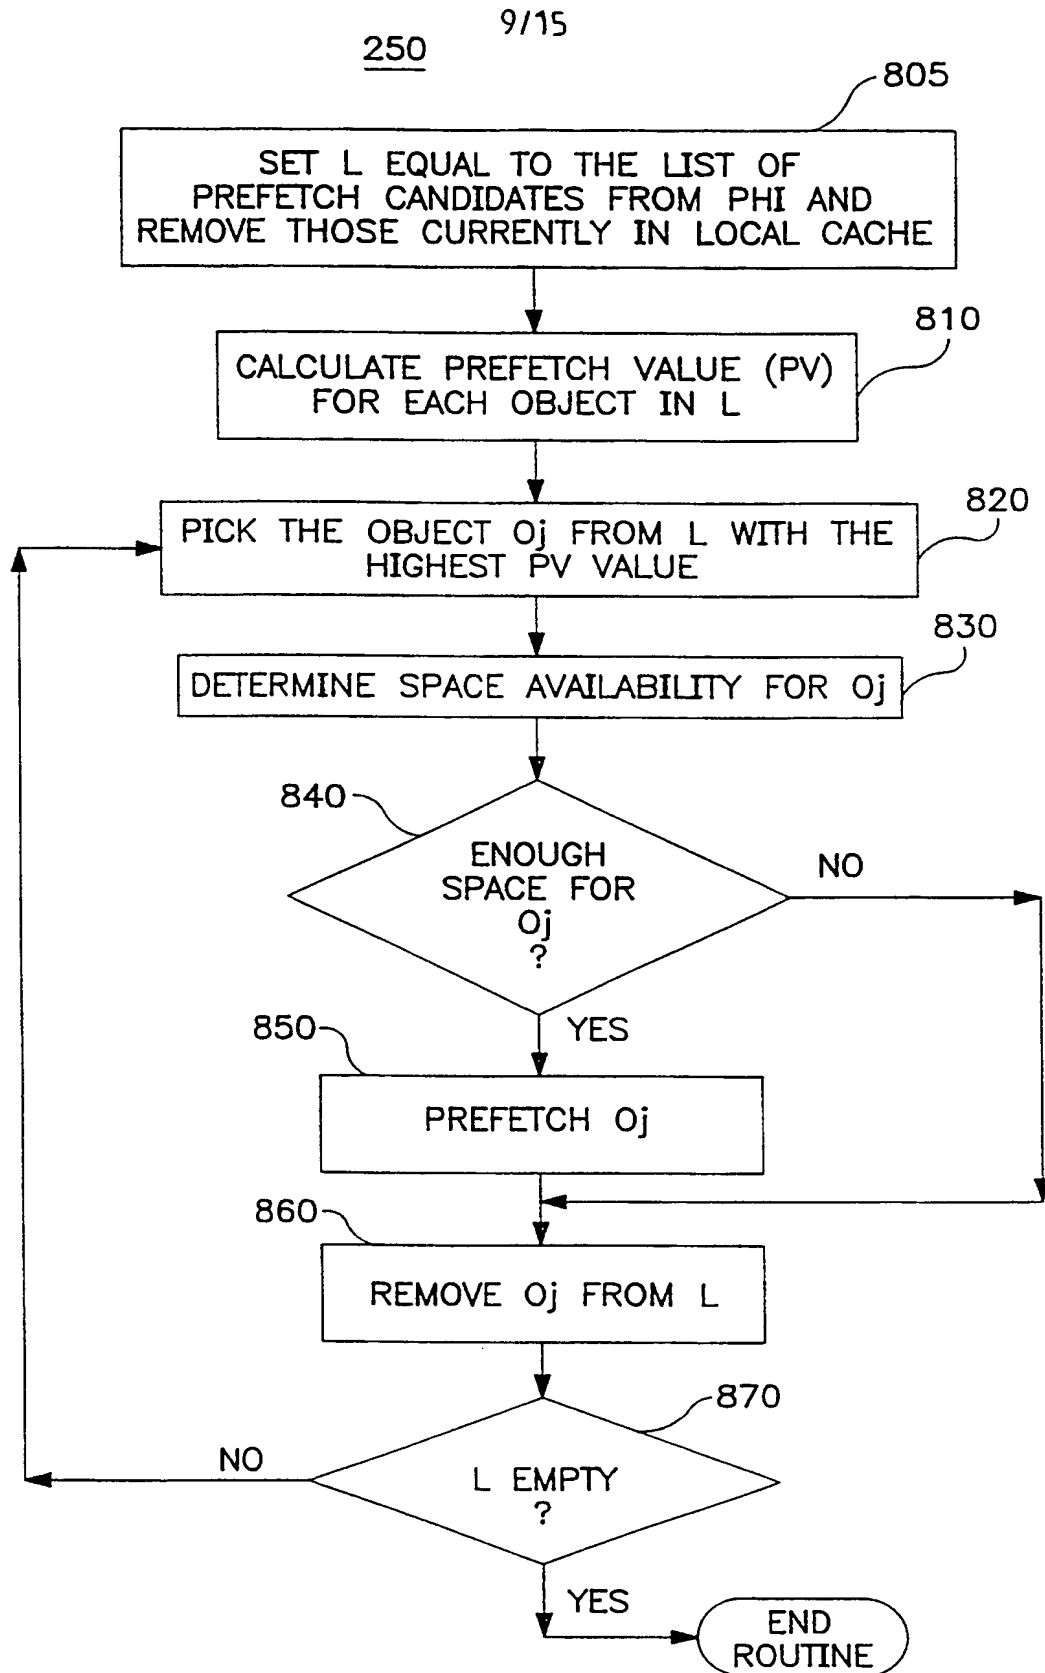 9/15
250
805
SET L EQUAL TO THE LIST OF
PREFETCH CANDIDATES FROM PHI AND
REMOVE THOSE CURRENTLY IN LOCAL CACHE
810
CALCULATE PREFETCH VALUE (PV)
FOR EACH OBJECT IN L
820
PICK THE OBJECT Oj FROM L WITH THE
HIGHEST PV VALUE
830
DETERMINE SPACE AVAILABILITY FOR Oj
840
ENOUGH
SPACE FOR
Oj
?
NO
YES
850
PREFETCH Oj
860
REMOVE Oj FROM L
870
NO
L EMPTY
?
YES
END
ROUTINE